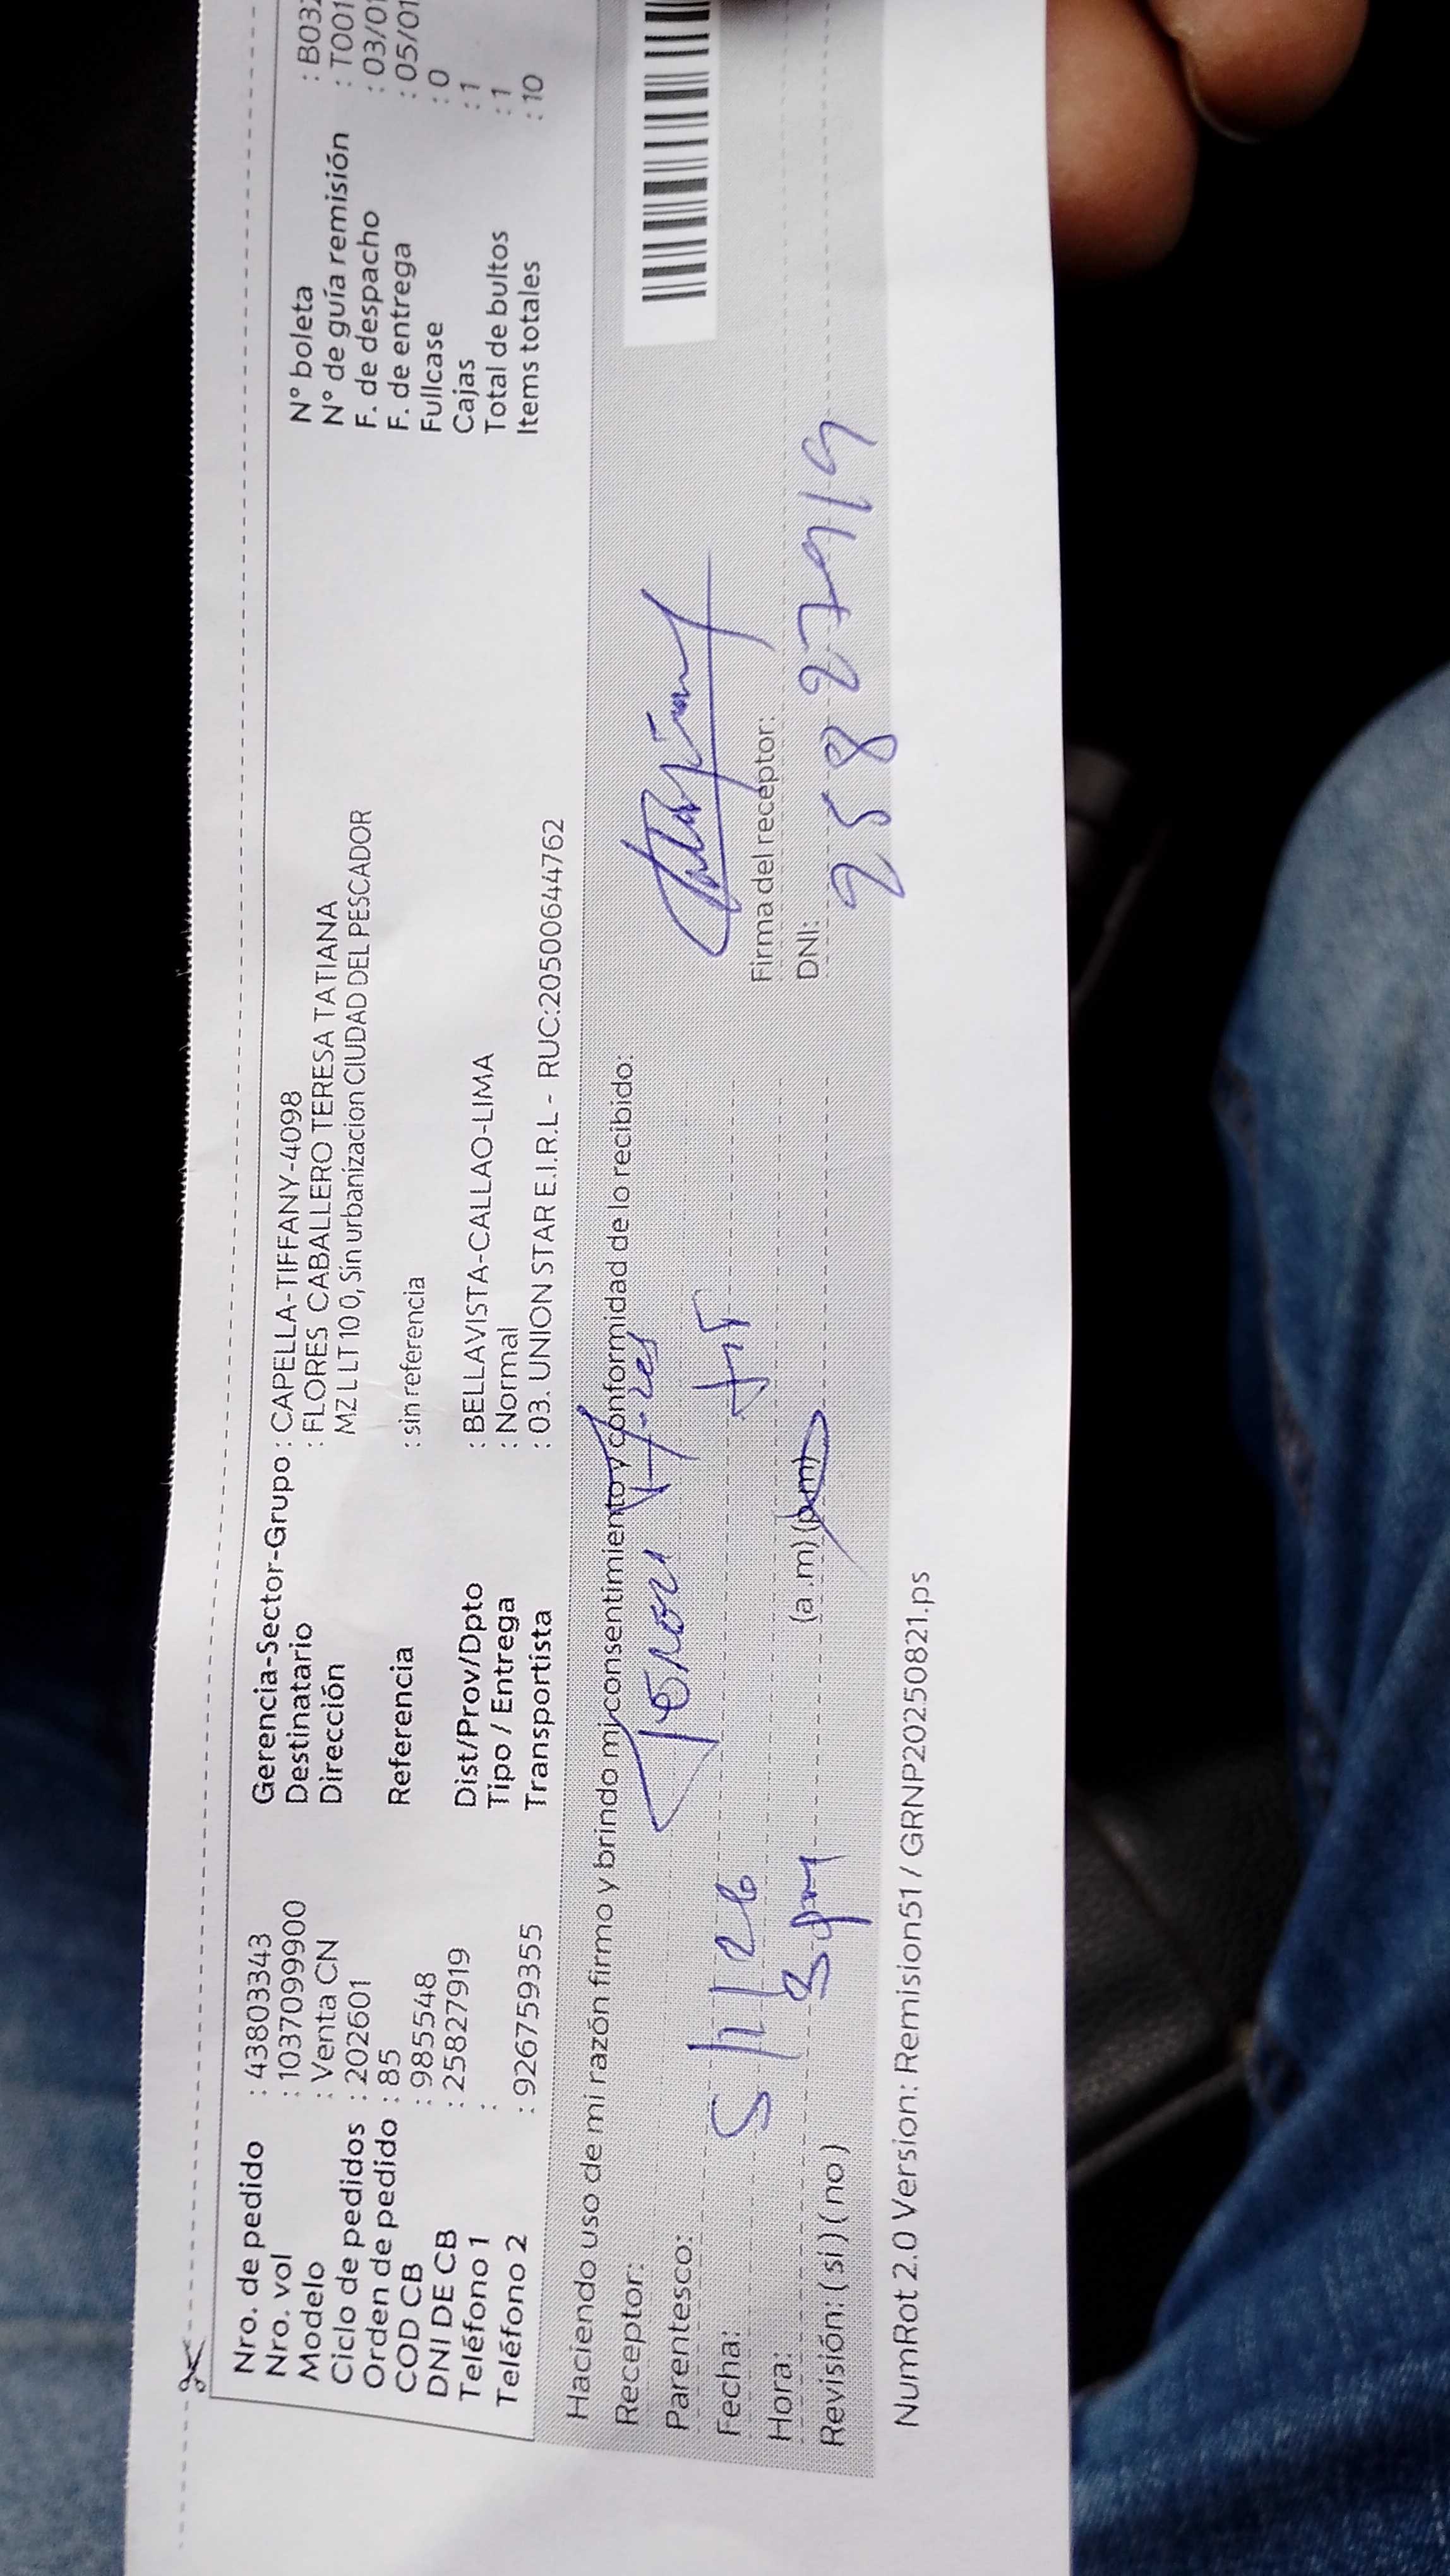 Nro. de pedido : 43803343
Nro. vol : 1037099900
Modelo : Venta CN
Ciclo de pedidos : 202601
Orden de pedido : 85
COD CB : 985548
DNI DE CB : 25827919
Teléfono 1 :
Teléfono 2 : 926759355
Gerencia-Sector-Grupo : CAPELLA-TIFFANY-4098
Destinatario : FLORES CABALLERO TERESA TATIANA
Dirección MZ L LT 10 0, Sin urbanizacion CIUDAD DEL PESCADOR
Referencia : sin referencia
Dist/Prov/Dpto : BELLAVISTA-CALLAO-LIMA
Tipo / Entrega : Normal
Transportista : 03. UNION STAR E.I.R.L - RUC:20500644762
N° boleta : B032
N° de guía remisión : T001
F. de despacho : 03/01
F. de entrega : 05/01
Fullcase : 0
Cajas : 1
Total de bultos : 1
Items totales : 10
Haciendo uso de mi razón firmo y brindo mi consentimiento y conformidad de lo recibido:
Receptor:
Parentesco:
Fecha: 5/1/26
Hora: 3pm (a.m) (p.m)
Revisión: ( si ) ( no )
Firma del receptor:
DNI: 25827919
NumRot 2.0 Version: Remision51 / GRNP20250821.ps